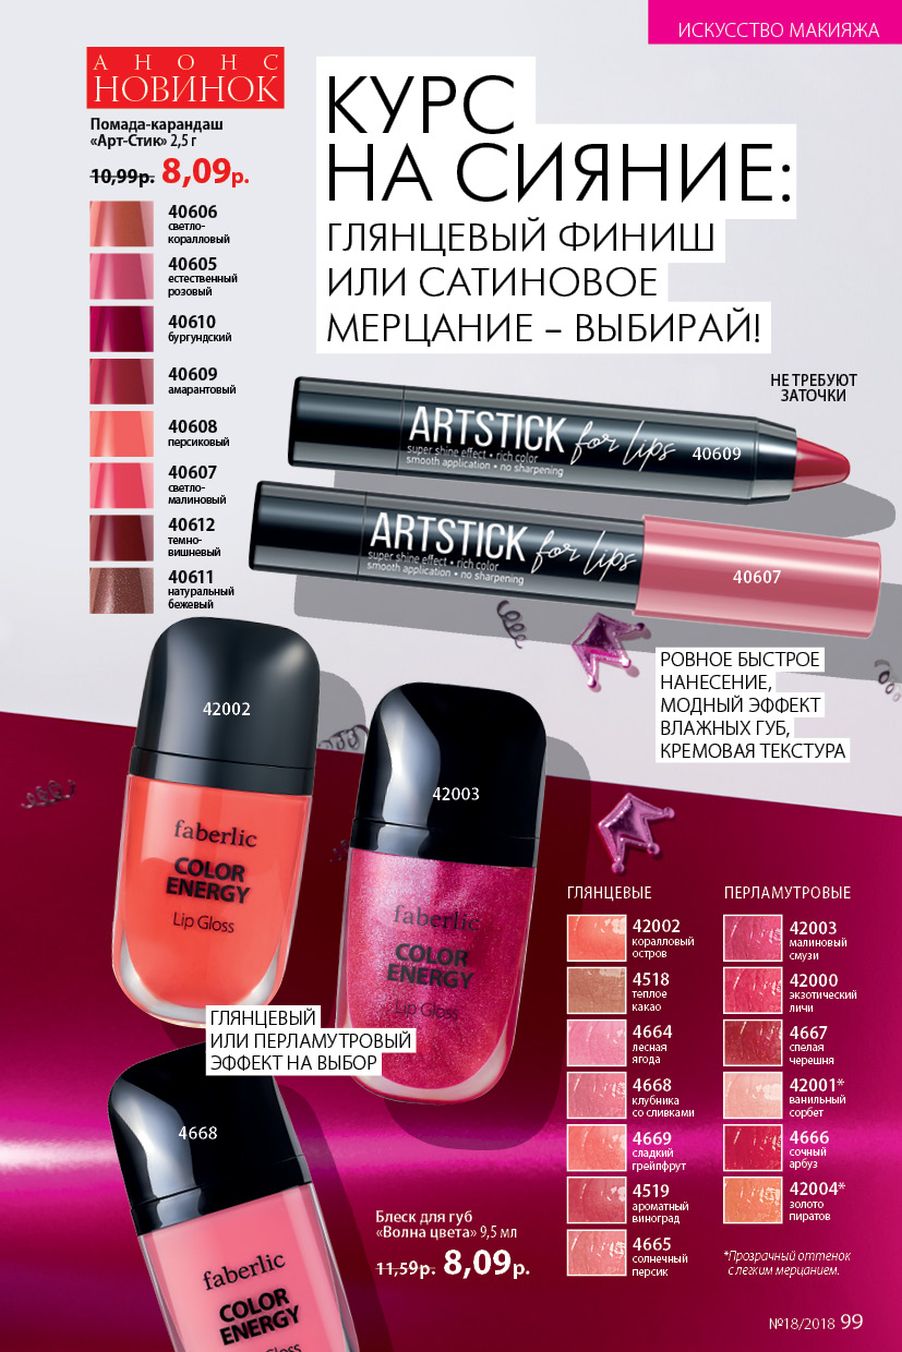 ИСКУССТВО МАКИЯЖА
АНОНС
НОВИНОК
Помада-карандаш
«Арт-Стик» 2,5 г
10,99р. 8,09р.
40606
светло-
коралловый
40605
естественный
розовый
40610
бургундский
40609
амарантовый
40608
персиковый
40607
светло-
малиновый
40612
темно-
вишневый
40611
натуральный
бежевый
КУРС
НА СИЯНИЕ:
ГЛЯНЦЕВЫЙ ФИНИШ
ИЛИ САТИНОВОЕ
МЕРЦАНИЕ – ВЫБИРАЙ!
НЕ ТРЕБУЮТ
ЗАТОЧКИ
ARTSTICK for lips
super shine effect • rich color
smooth application • no sharpening
40609
ARTSTICK for lips
super shine effect • rich color
smooth application • no sharpening
40607
РОВНОЕ БЫСТРОЕ
НАНЕСЕНИЕ,
МОДНЫЙ ЭФФЕКТ
ВЛАЖНЫХ ГУБ,
КРЕМОВАЯ ТЕКСТУРА
42002
faberlic
COLOR
ENERGY
Lip Gloss
42003
faberlic
COLOR
ENERGY
Lip Gloss
ГЛЯНЦЕВЫЙ
ИЛИ ПЕРЛАМУТРОВЫЙ
ЭФФЕКТ НА ВЫБОР
4668
faberlic
COLOR
ENERGY
Lip Gloss
Блеск для губ
«Волна цвета» 9,5 мл
11,59р. 8,09р.
ГЛЯНЦЕВЫЕ
42002
коралловый
остров
4518
теплое
какао
4664
лесная
ягода
4668
клубника
со сливками
4669
сладкий
грейпфрут
4519
ароматный
виноград
4665
солнечный
персик
ПЕРЛАМУТРОВЫЕ
42003
малиновый
смузи
42000
экзотический
личи
4667
спелая
черешня
42001*
ванильный
сорбет
4666
сочный
арбуз
42004*
золото
пиратов
*Прозрачный оттенок
с легким мерцанием.
№18/2018 99